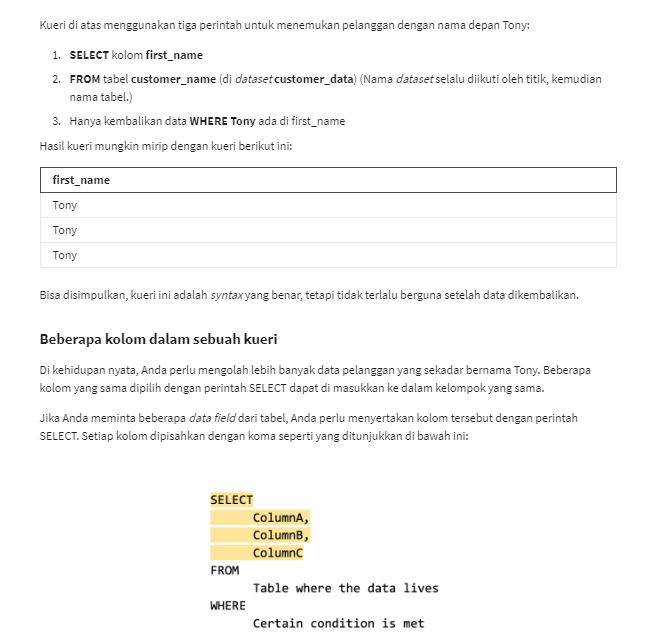 Kueri di atas menggunakan tiga perintah untuk menemukan pelanggan dengan nama depan Tony:
1. SELECT kolom first_name
2. FROM tabel customer_name (di dataset customer_data) (Nama dataset selalu diikuti oleh titik, kemudian
nama tabel.)
3. Hanya kembalikan data WHERE Tony ada di first_name
Hasil kueri mungkin mirip dengan kueri berikut ini:
first_name
Tony
Tony
Tony
Bisa disimpulkan, kueri ini adalah syntax yang benar, tetapi tidak terlalu berguna setelah data dikembalikan.
Beberapa kolom dalam sebuah kueri
Di kehidupan nyata, Anda perlu mengolah lebih banyak data pelanggan yang sekadar bernama Tony. Beberapa
kolom yang sama dipilih dengan perintah SELECT dapat di masukkan ke dalam kelompok yang sama.
Jika Anda meminta beberapa data field dari tabel, Anda perlu menyertakan kolom tersebut dengan perintah
SELECT. Setiap kolom dipisahkan dengan koma seperti yang ditunjukkan di bawah ini:
SELECT
ColumnA,
ColumnB,
ColumnC
FROM
Table where the data lives
WHERE
Certain condition is met